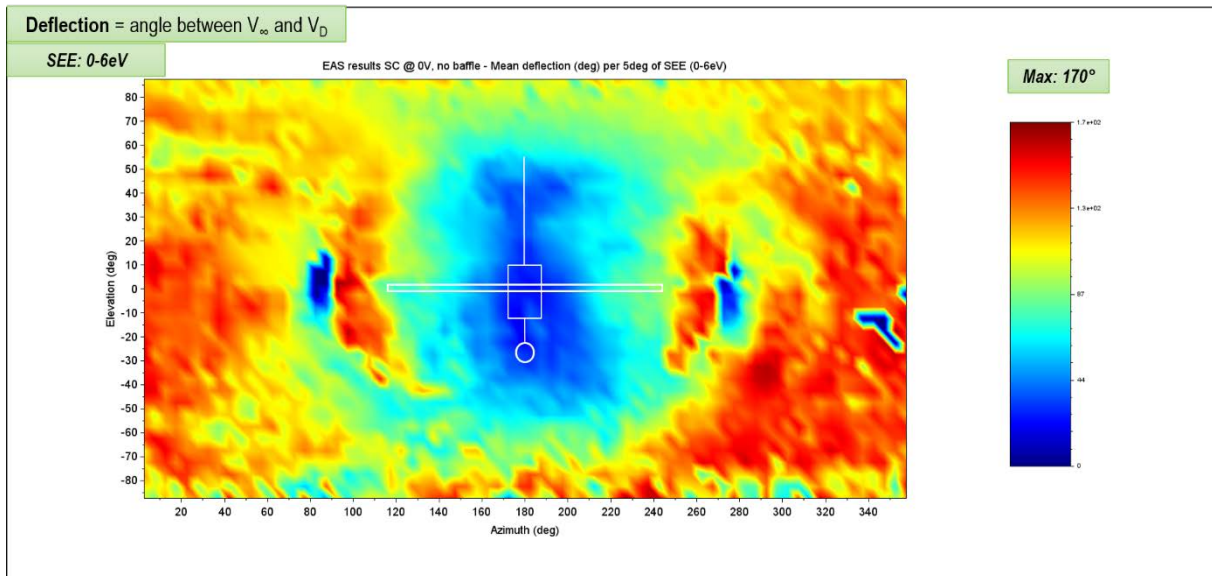 Deflection = angle between V∞ and VD
SEE: 0-6eV
EAS results SC @ 0V, no baffle - Mean deflection (deg) per 5deg of SEE (0-6eV)
Max: 170°
80
70
60
50
40
30
20
10
0
-10
-20
-30
-40
-50
-60
-70
-80
Elevation (deg)
20 40 60 80 100 120 140 160 180 200 220 240 260 280 300 320 340
Azimuth (deg)
1.7e+02
1.3e+02
87
44
0